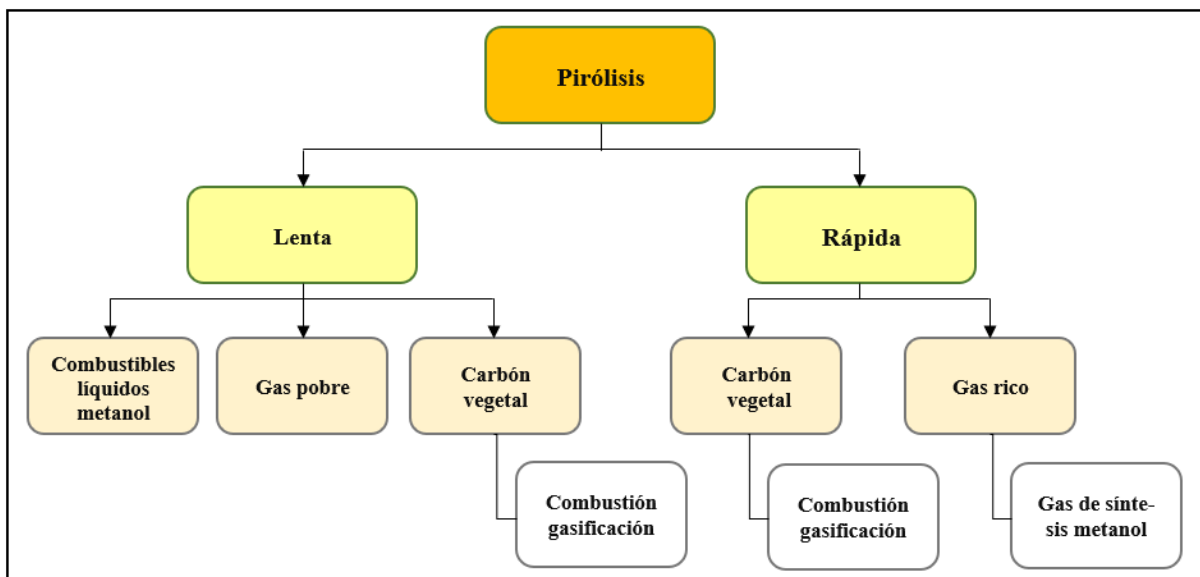 Pirólisis
Lenta
Rápida
Combustibles
líquidos
metanol
Gas pobre
Carbón
vegetal
Carbón
vegetal
Gas rico
Combustión
gasificación
Combustión
gasificación
Gas de sínte-
sis metanol